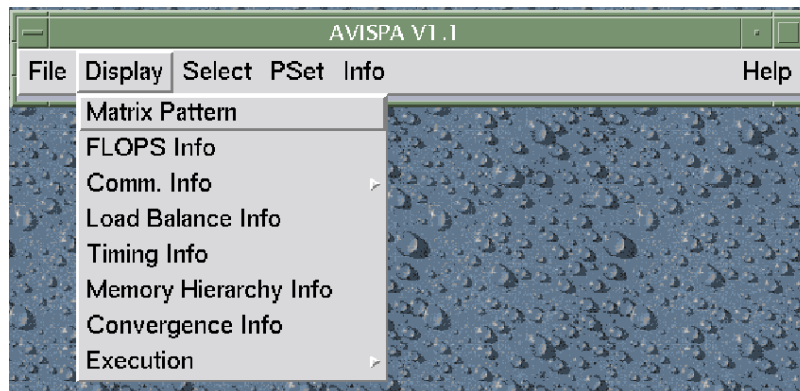 AVISPA V1.1
File Display Select PSet Info Help
Matrix Pattern
FLOPS Info
Comm. Info
Load Balance Info
Timing Info
Memory Hierarchy Info
Convergence Info
Execution